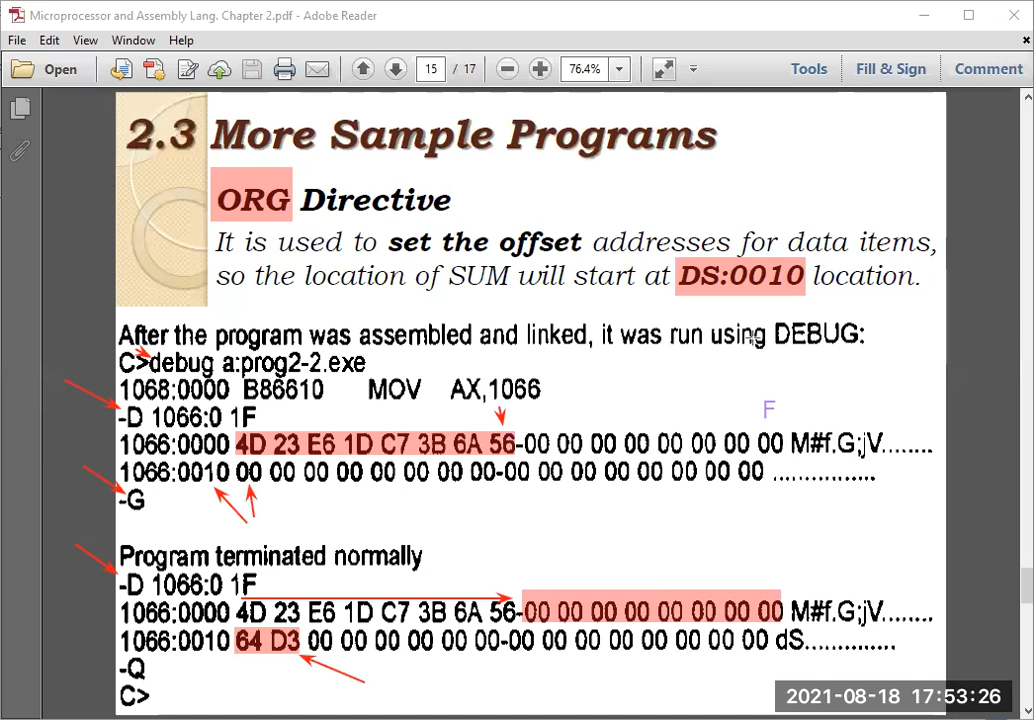 Microprocessor and Assembly Lang. Chapter 2.pdf - Adobe Reader
File Edit View Window Help
Open 15 / 17 76.4% Tools Fill & Sign Comment
2.3 More Sample Programs
ORG Directive
It is used to set the offset addresses for data items,
so the location of SUM will start at DS:0010 location.
After the program was assembled and linked, it was run using DEBUG:
C>debug a:prog2-2.exe
1068:0000 B86610 MOV AX,1066
-D 1066:0 1F
F
1066:0000 4D 23 E6 1D C7 3B 6A 56-00 00 00 00 00 00 00 00 M#f.G;jV........
1066:0010 00 00 00 00 00 00 00 00-00 00 00 00 00 00 00 00 ................
-G
Program terminated normally
-D 1066:0 1F
1066:0000 4D 23 E6 1D C7 3B 6A 56-00 00 00 00 00 00 00 00 M#f.G;jV........
1066:0010 64 D3 00 00 00 00 00 00-00 00 00 00 00 00 00 00 dS..............
-Q
C>
2021-08-18 17:53:26